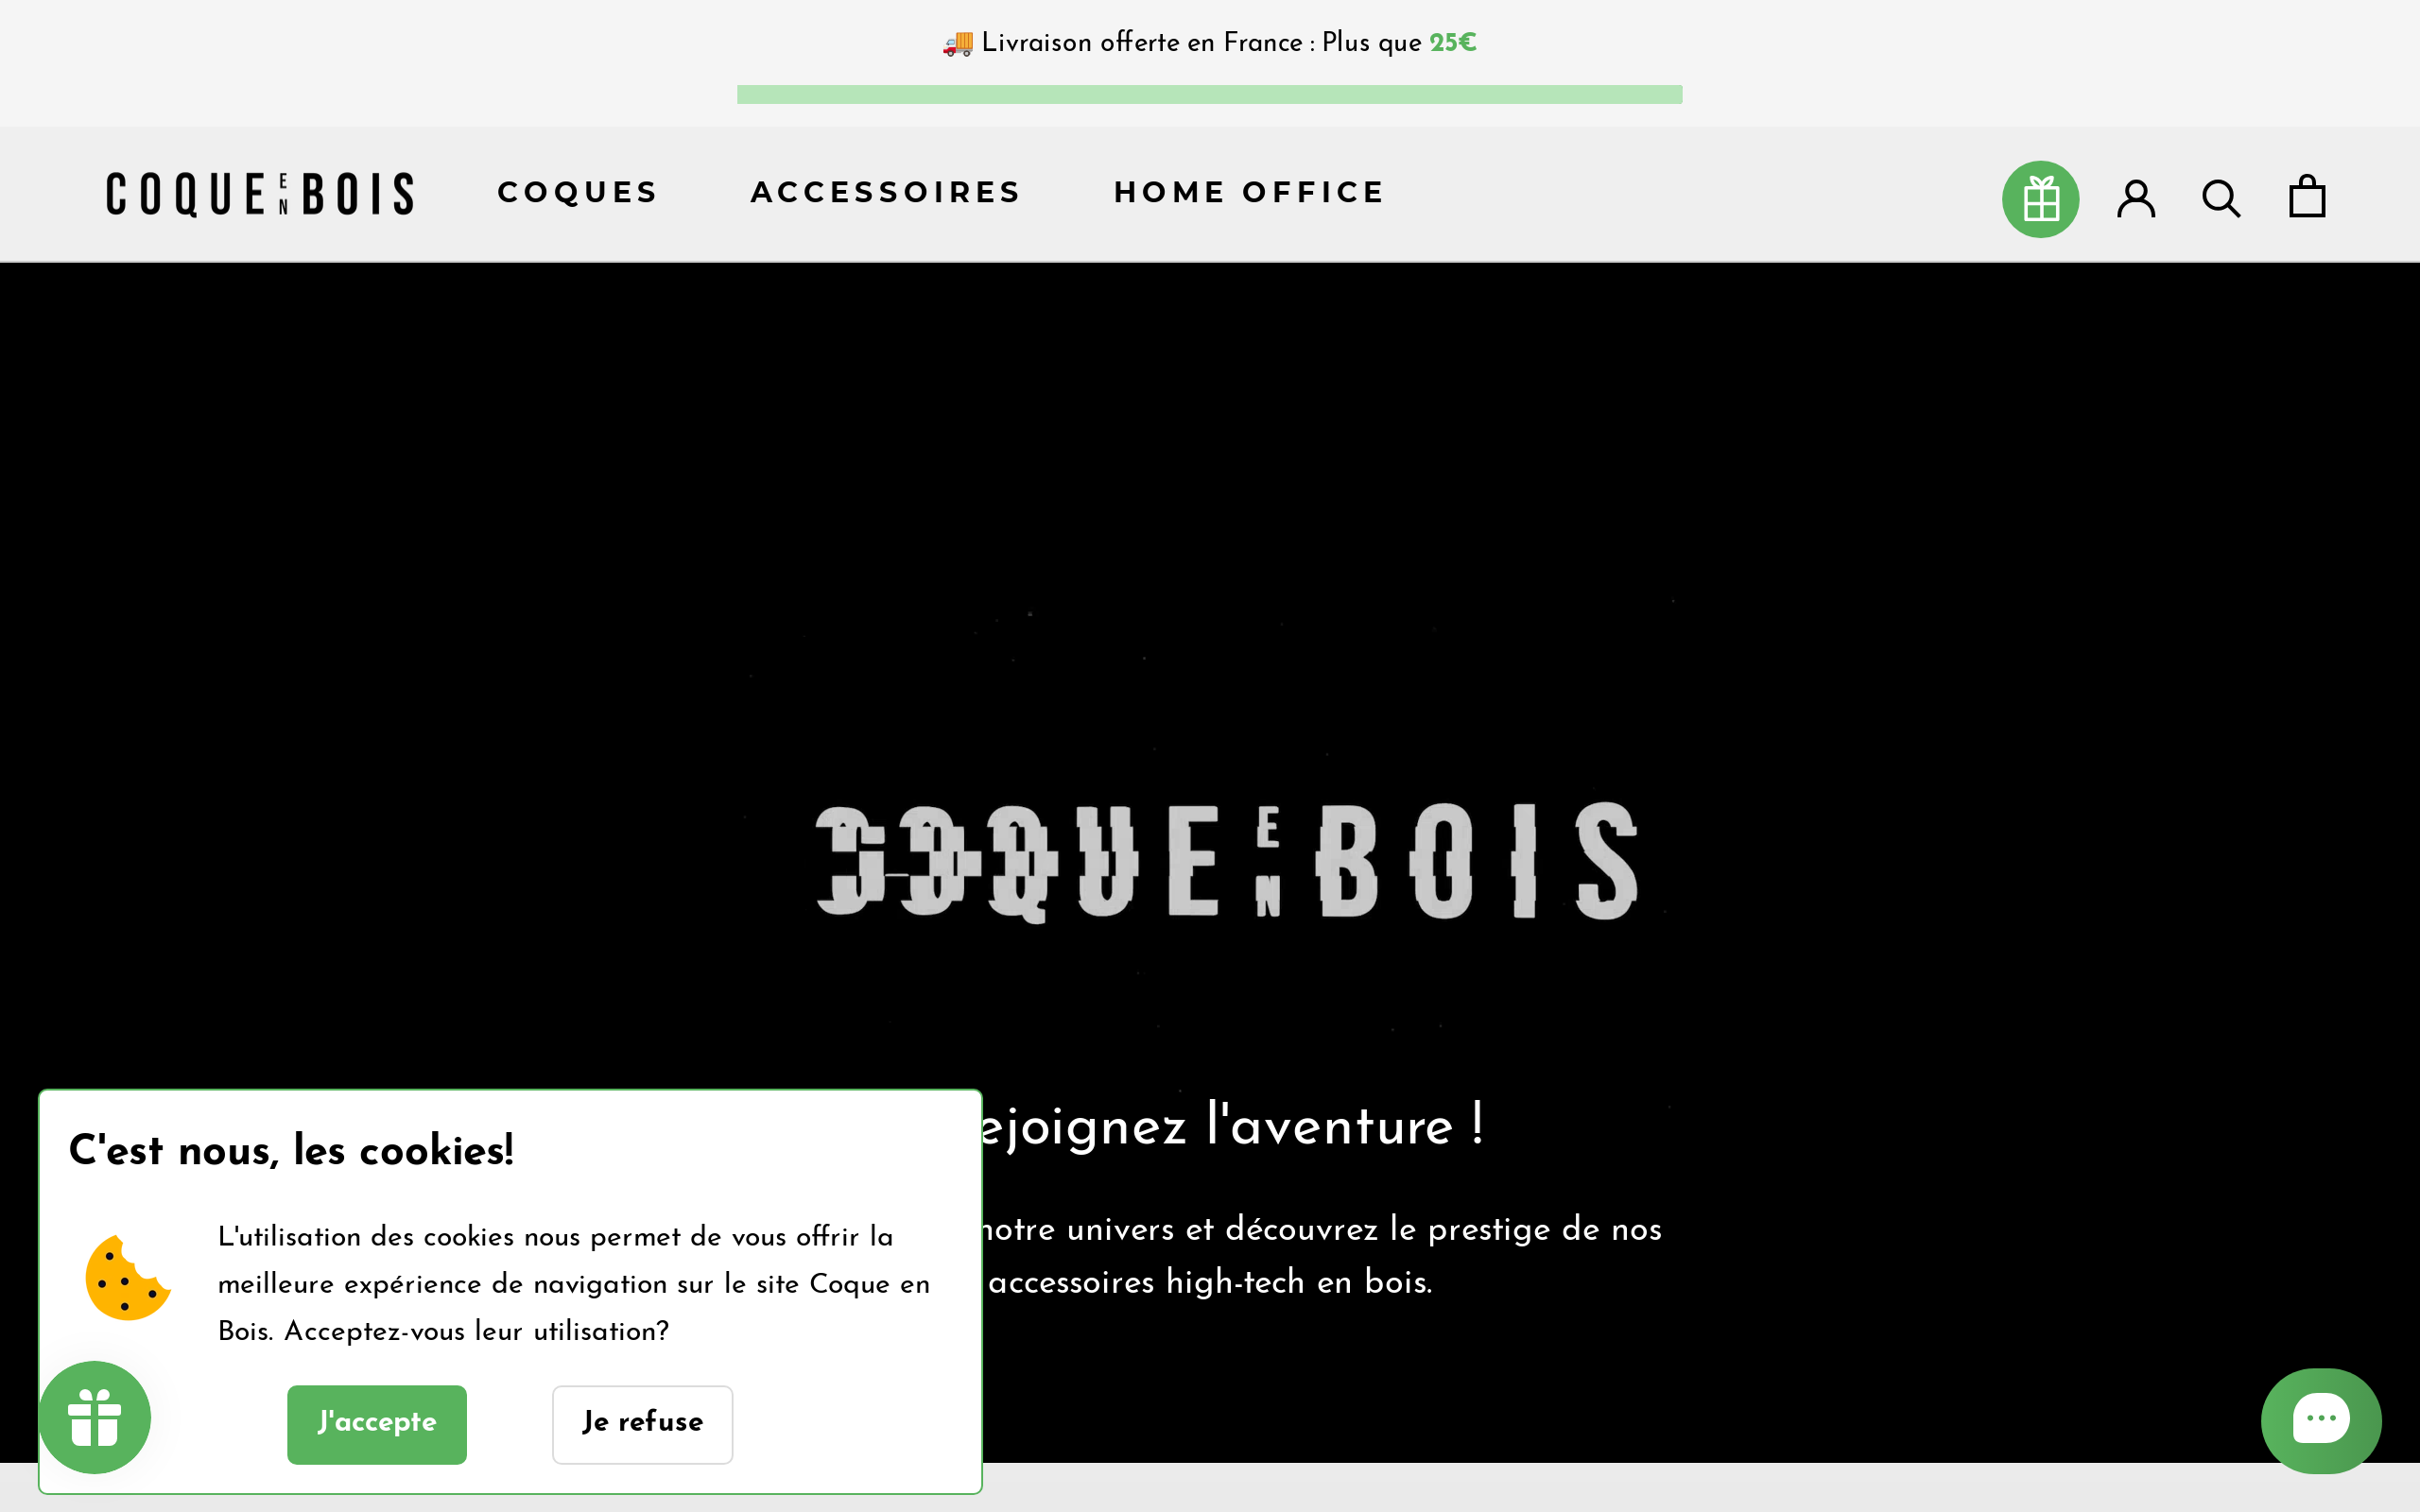 🚚 Livraison offerte en France : Plus que 25€
COQUE EN BOIS
COQUES
ACCESSOIRES
HOME OFFICE
COQUE EN BOIS
ejoignez l'aventure !
notre univers et découvrez le prestige de nos
accessoires high-tech en bois.
C'est nous, les cookies!
L'utilisation des cookies nous permet de vous offrir la
meilleure expérience de navigation sur le site Coque en
Bois. Acceptez-vous leur utilisation?
J'accepte
Je refuse